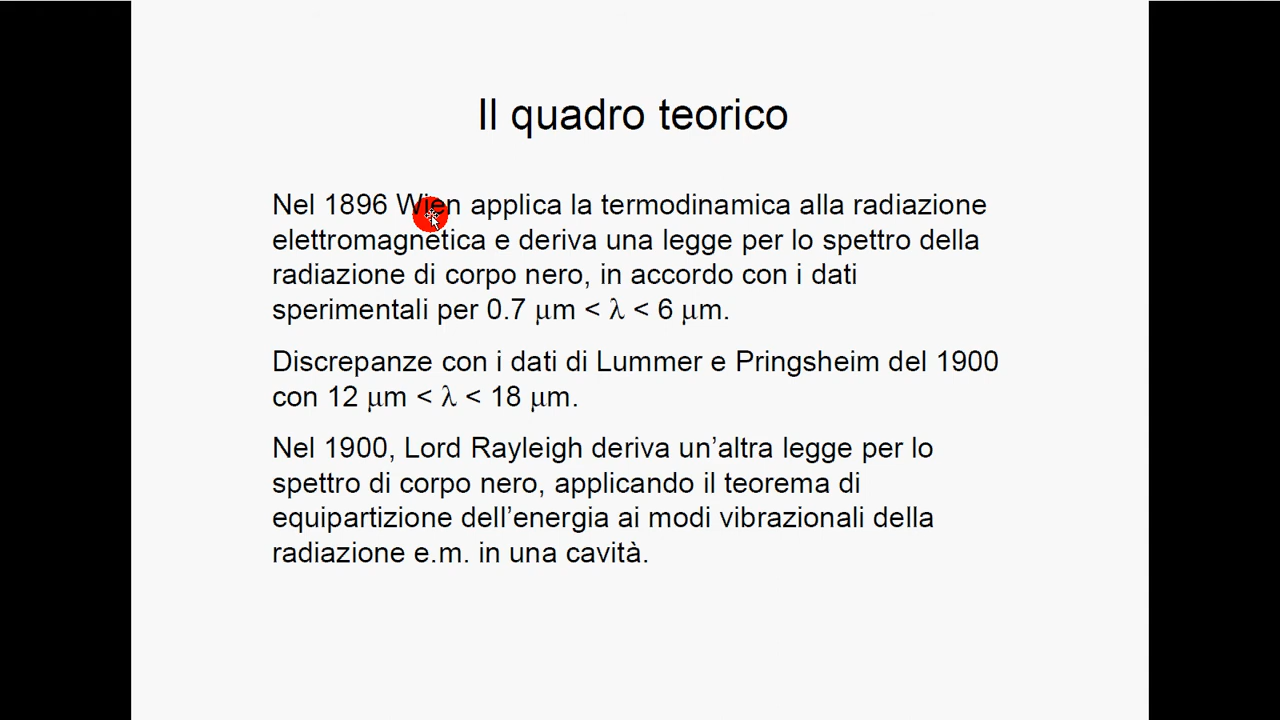 Il quadro teorico
Nel 1896 Wien applica la termodinamica alla radiazione
elettromagnetica e deriva una legge per lo spettro della
radiazione di corpo nero, in accordo con i dati
sperimentali per 0.7 μm < λ < 6 μm.
Discrepanze con i dati di Lummer e Pringsheim del 1900
con 12 μm < λ < 18 μm.
Nel 1900, Lord Rayleigh deriva un’altra legge per lo
spettro di corpo nero, applicando il teorema di
equipartizione dell’energia ai modi vibrazionali della
radiazione e.m. in una cavità.